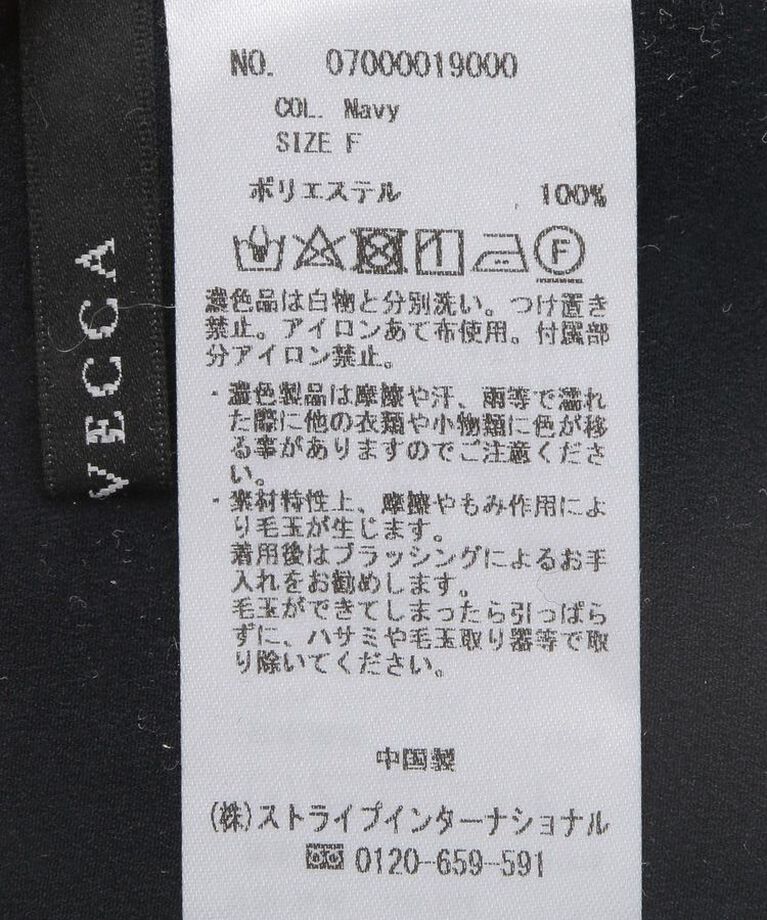 NO. 07000019000
COL. Navy
SIZE F
ポリエステル 100%
F
濃色品は白物と分別洗い。つけ置き
禁止。アイロンあて布使用。付属部
分アイロン禁止。
・濃色製品は摩擦や汗、雨等で濡れ
た際に他の衣類や小物類に色が移
る事がありますのでご注意くださ
い。
・素材特性上、摩擦やもみ作用によ
り毛玉が生じます。
着用後はブラッシングによるお手
入れをお勧めします。
毛玉ができてしまったら引っぱら
ずに、ハサミや毛玉取り器等で取
り除いてください。
中国製
(株)ストライプインターナショナル
0120-659-591
VECCA